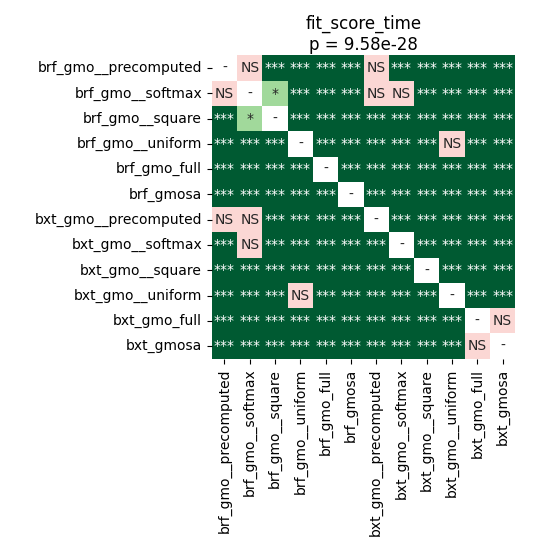 fit_score_time
p = 9.58e-28
brf_gmo__precomputed - NS *** *** *** *** NS *** *** *** *** ***
brf_gmo__softmax NS - * *** *** *** NS NS *** *** *** ***
brf_gmo__square *** * - *** *** *** *** *** *** *** *** ***
brf_gmo__uniform *** *** *** - *** *** *** *** *** NS *** ***
brf_gmo_full *** *** *** *** - *** *** *** *** *** *** ***
brf_gmosa *** *** *** *** *** - *** *** *** *** *** ***
bxt_gmo__precomputed NS NS *** *** *** *** - *** *** *** *** ***
bxt_gmo__softmax *** NS *** *** *** *** *** - *** *** *** ***
bxt_gmo__square *** *** *** *** *** *** *** *** - *** *** ***
bxt_gmo__uniform *** *** *** NS *** *** *** *** *** - *** ***
bxt_gmo_full *** *** *** *** *** *** *** *** *** *** - NS
bxt_gmosa *** *** *** *** *** *** *** *** *** *** NS -
brf_gmo__precomputed
brf_gmo__softmax
brf_gmo__square
brf_gmo__uniform
brf_gmo_full
brf_gmosa
bxt_gmo__precomputed
bxt_gmo__softmax
bxt_gmo__square
bxt_gmo__uniform
bxt_gmo_full
bxt_gmosa